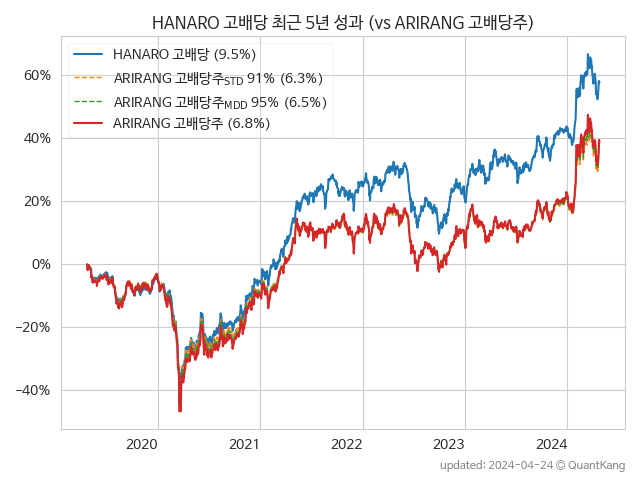 HANARO 고배당 최근 5년 성과 (vs ARIRANG 고배당주)
HANARO 고배당 (9.5%)
ARIRANG 고배당주STD 91% (6.3%)
ARIRANG 고배당주MDD 95% (6.5%)
ARIRANG 고배당주 (6.8%)
60%
40%
20%
0%
−20%
−40%
2020 2021 2022 2023 2024
updated: 2024-04-24 © QuantKang